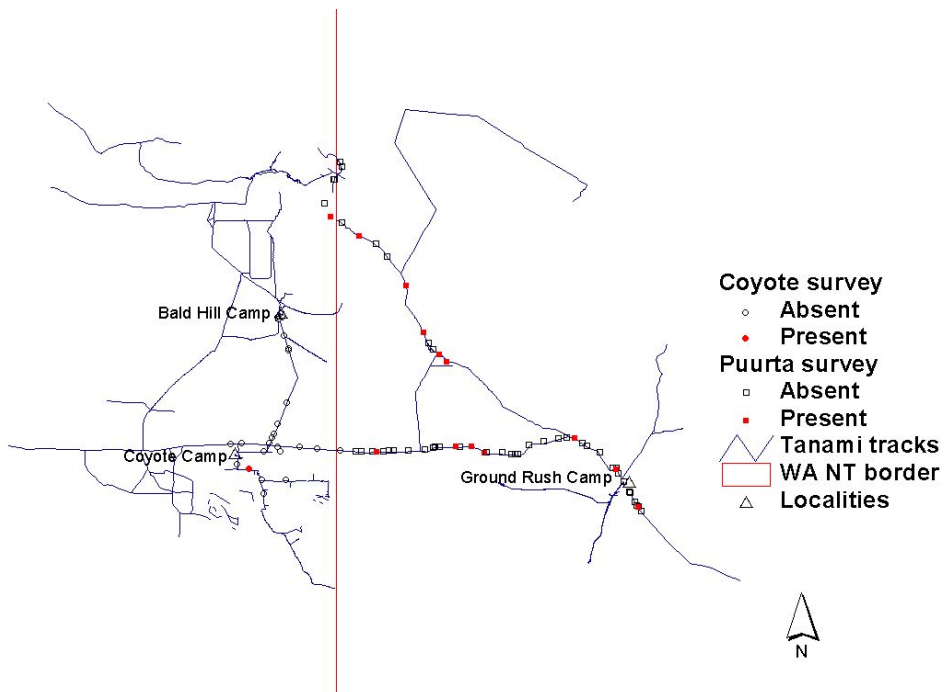 Bald Hill Camp
Coyote Camp
Ground Rush Camp
Coyote survey
Absent
Present
Puurta survey
Absent
Present
Tanami tracks
WA NT border
Localities
N